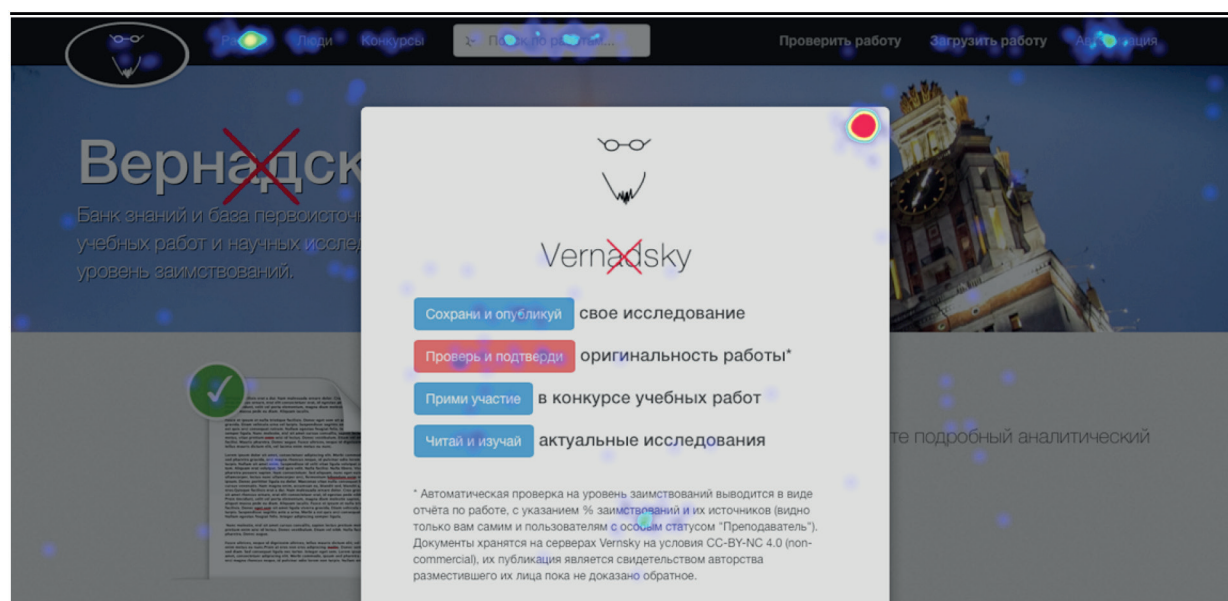 Работы Люди Конкурсы Поиск по работам... Проверить работу Загрузить работу Авторизация
Вернадск
Банк знаний и база первоисточн
учебных работ и научных исслед
уровень заимствований.
Vernadsky
Сохрани и опубликуй свое исследование
Проверь и подтверди оригинальность работы*
Прими участие в конкурсе учебных работ
Читай и изучай актуальные исследования
те подробный аналитический
* Автоматическая проверка на уровень заимствований выводится в виде
отчёта по работе, с указанием % заимствований и их источников (видно
только вам самим и пользователям с особым статусом "Преподаватель").
Документы хранятся на серверах Vernsky на условия CC-BY-NC 4.0 (non-
commercial), их публикация является свидетельством авторства
разместившего их лица пока не доказано обратное.